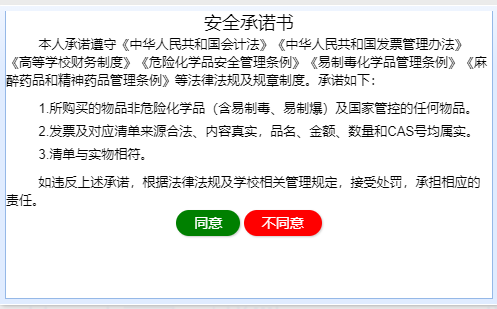 安全承诺书
本人承诺遵守《中华人民共和国会计法》《中华人民共和国发票管理办法》
《高等学校财务制度》《危险化学品安全管理条例》《易制毒化学品管理条例》《麻
醉药品和精神药品管理条例》等法律法规及规章制度。承诺如下：
1.所购买的物品非危险化学品（含易制毒、易制爆）及国家管控的任何物品。
2.发票及对应清单来源合法、内容真实，品名、金额、数量和CAS号均属实。
3.清单与实物相符。
如违反上述承诺，根据法律法规及学校相关管理规定，接受处罚，承担相应的
责任。
同意 不同意